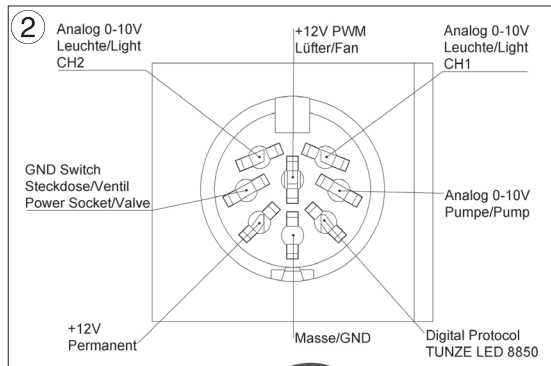 2
Analog 0-10V
Leuchte/Light
CH2
+12V PWM
Lüfter/Fan
Analog 0-10V
Leuchte/Light
CH1
GND Switch
Steckdose/Ventil
Power Socket/Valve
Analog 0-10V
Pumpe/Pump
+12V
Permanent
Masse/GND
Digital Protocol
TUNZE LED 8850